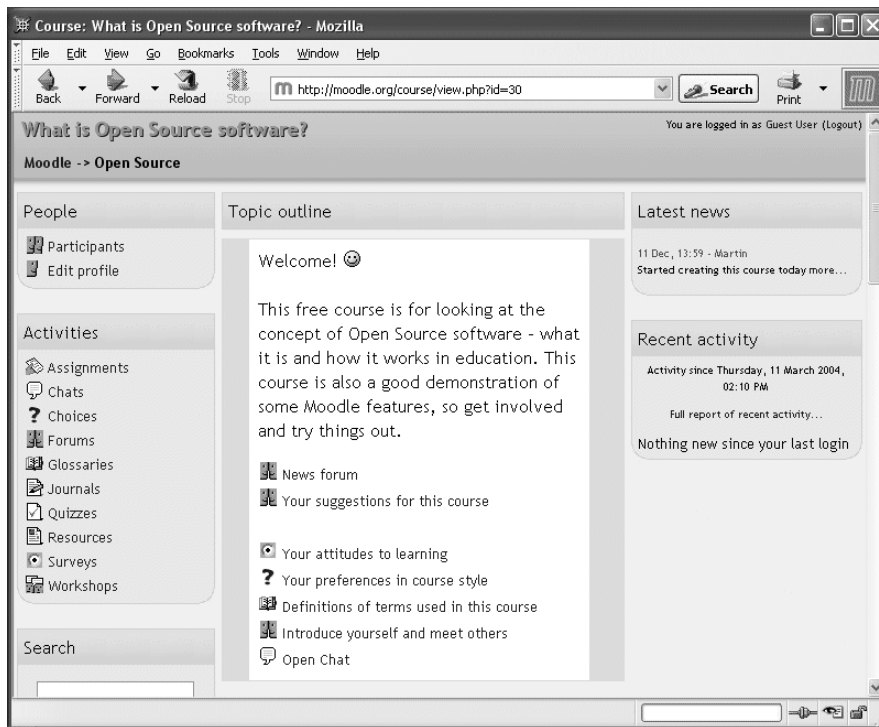 Course: What is Open Source software? - Mozilla
File Edit View Go Bookmarks Tools Window Help
Back Forward Reload Stop http://moodle.org/course/view.php?id=30 Search Print
What is Open Source software?
You are logged in as Guest User (Logout)
Moodle -> Open Source
People
Participants
Edit profile
Activities
Assignments
Chats
Choices
Forums
Glossaries
Journals
Quizzes
Resources
Surveys
Workshops
Search
Topic outline
Welcome!
This free course is for looking at the
concept of Open Source software - what
it is and how it works in education. This
course is also a good demonstration of
some Moodle features, so get involved
and try things out.
News forum
Your suggestions for this course
Your attitudes to learning
? Your preferences in course style
Definitions of terms used in this course
Introduce yourself and meet others
Open Chat
Latest news
11 Dec, 13:59 - Martin
Started creating this course today more...
Recent activity
Activity since Thursday, 11 March 2004,
02:10 PM
Full report of recent activity...
Nothing new since your last login